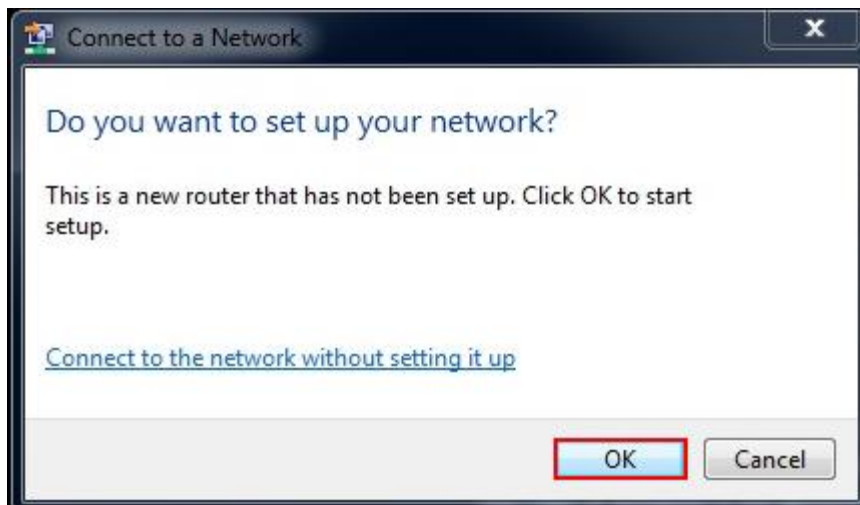 Connect to a Network
Do you want to set up your network?
This is a new router that has not been set up. Click OK to start
setup.
Connect to the network without setting it up
OK
Cancel